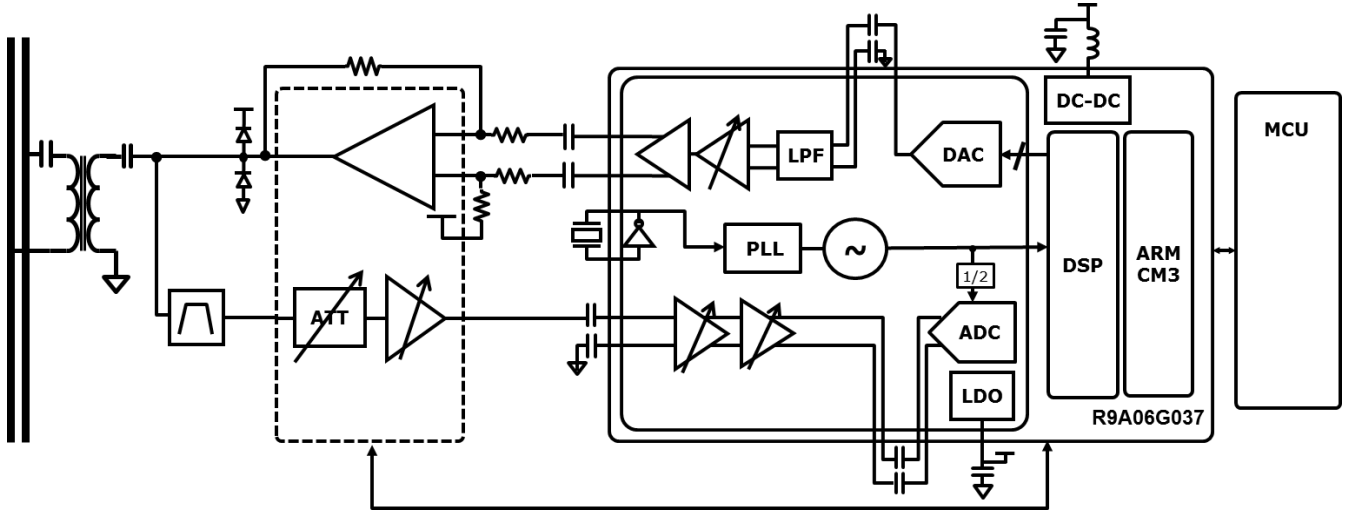 DC-DC
MCU
LPF
DAC
PLL
~
DSP
ARM
CM3
1/2
ATT
ADC
LDO
R9A06G037